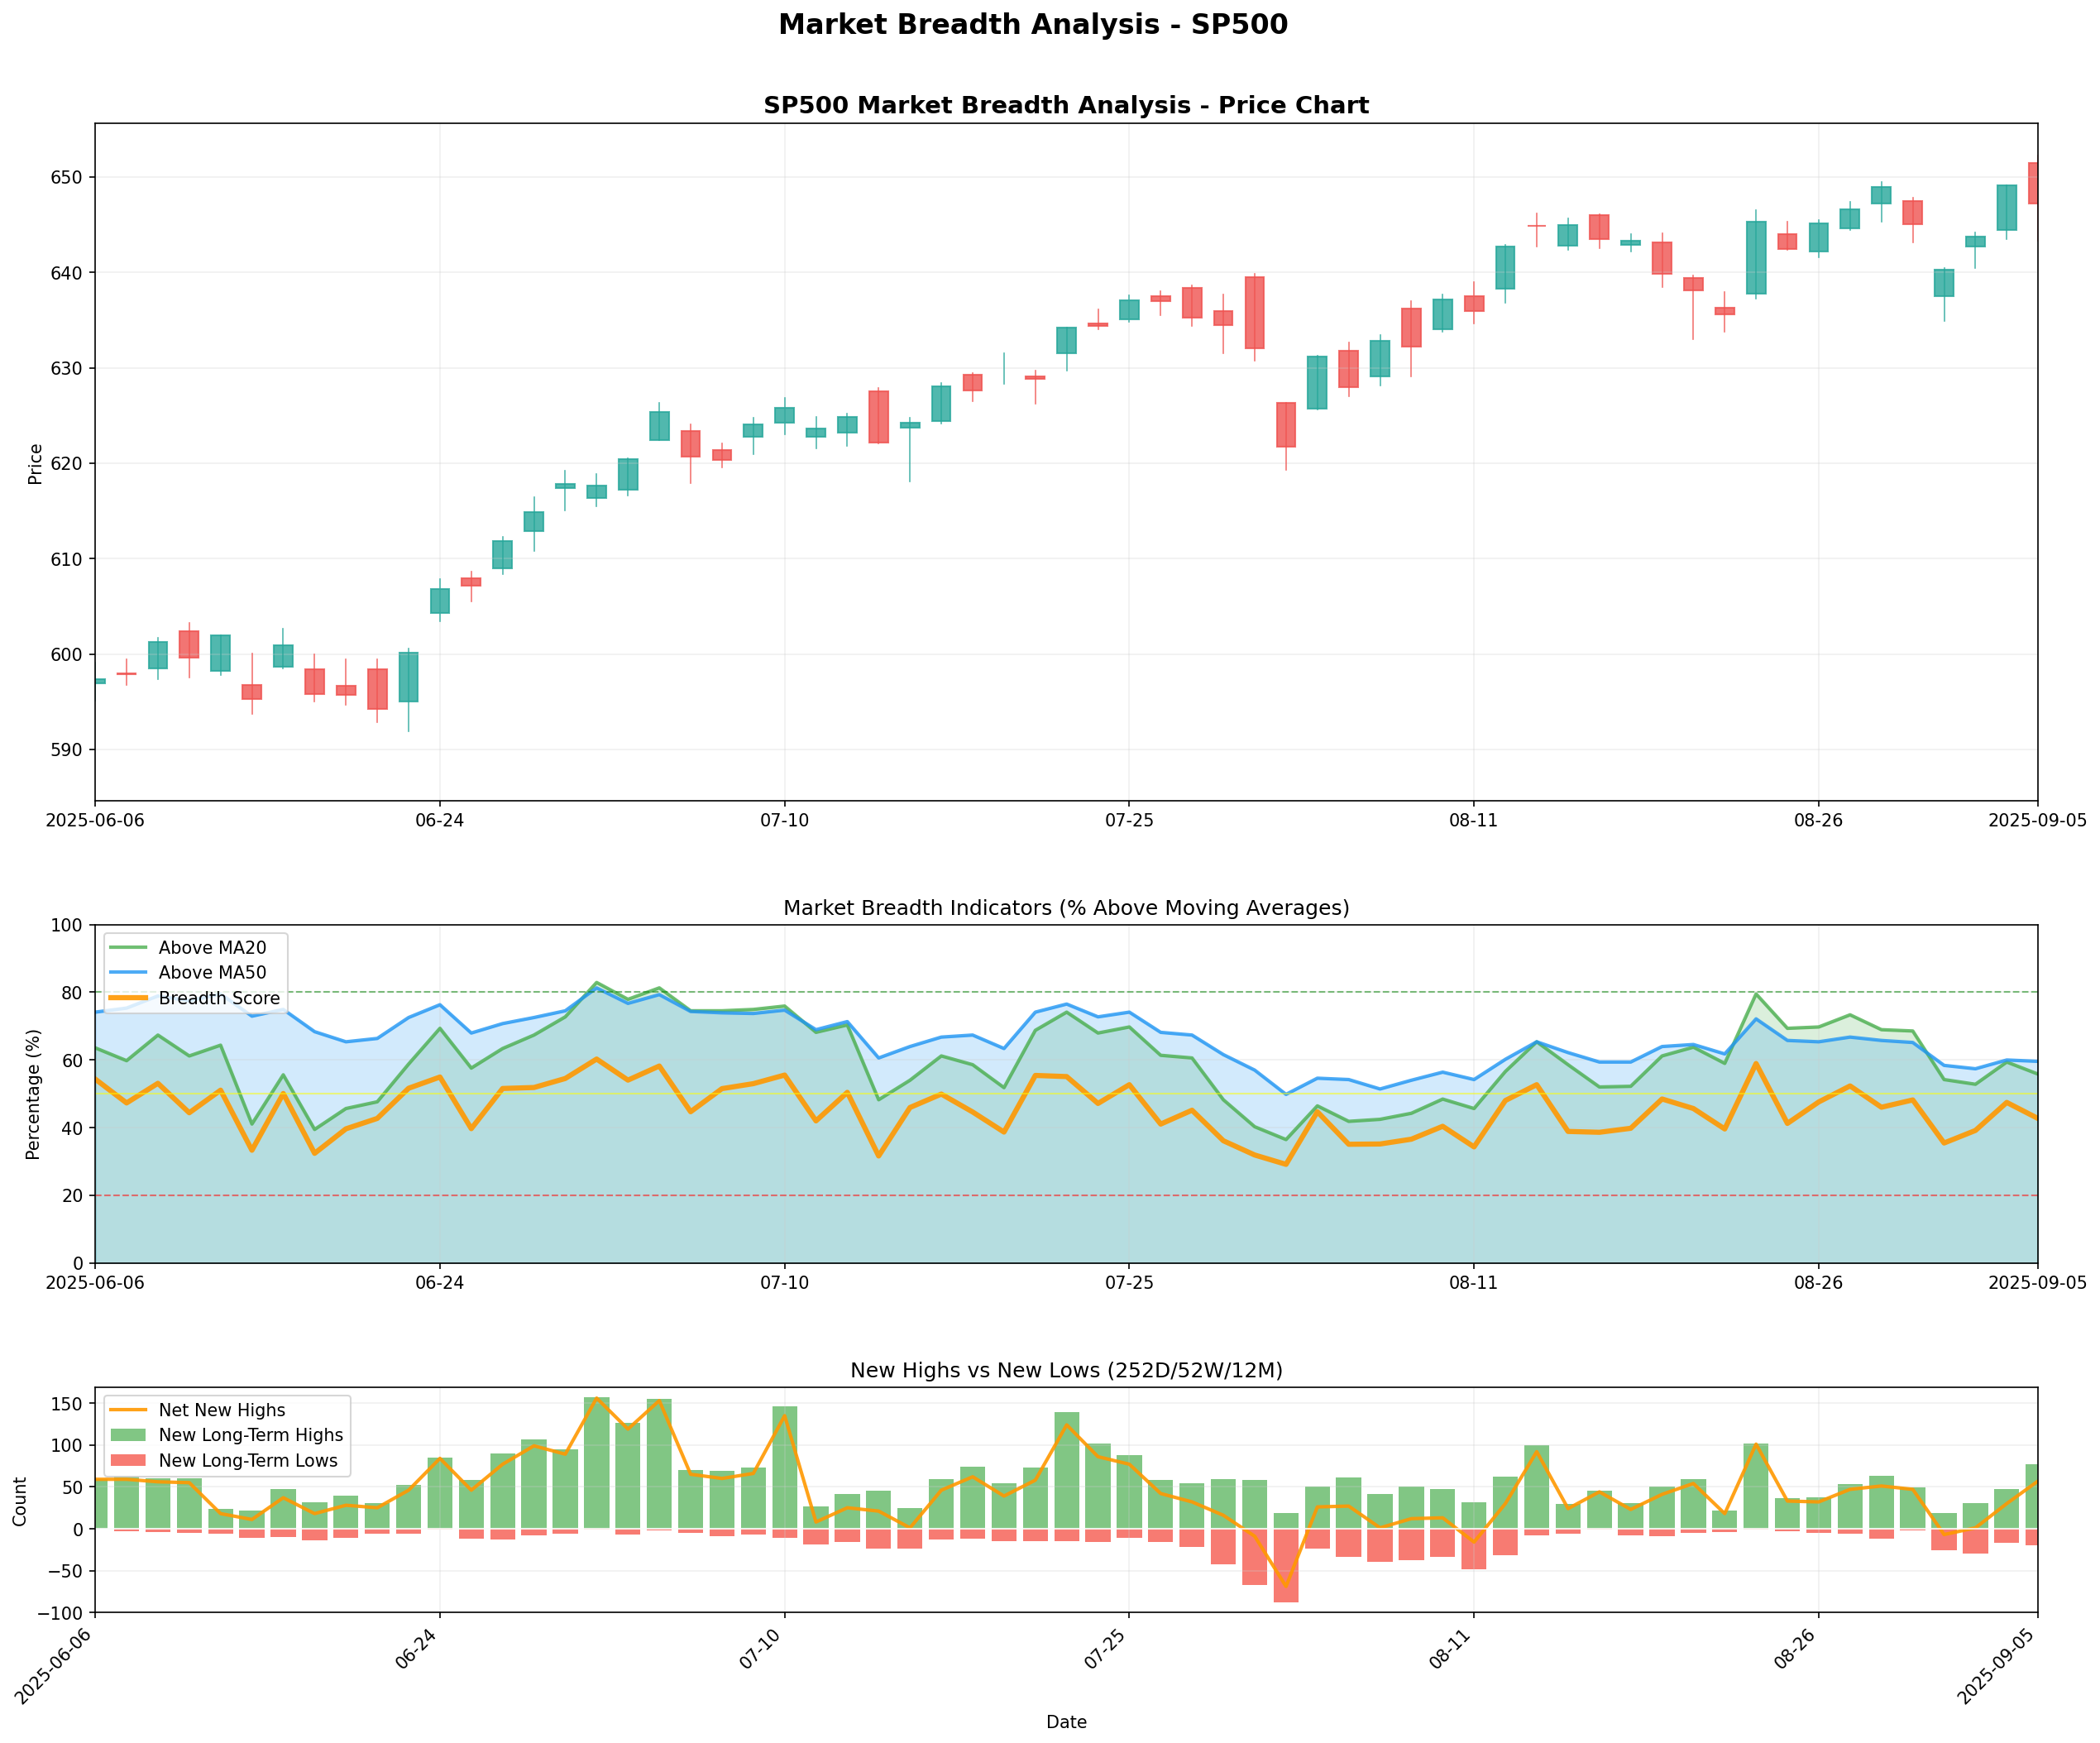 Market Breadth Analysis - SP500
SP500 Market Breadth Analysis - Price Chart
Price
650
640
630
620
610
600
590
2025-06-06 06-24 07-10 07-25 08-11 08-26 2025-09-05
Market Breadth Indicators (% Above Moving Averages)
Percentage (%)
100
80
60
40
20
0
Above MA20
Above MA50
Breadth Score
2025-06-06 06-24 07-10 07-25 08-11 08-26 2025-09-05
New Highs vs New Lows (252D/52W/12M)
Count
150
100
50
0
−50
−100
Net New Highs
New Long-Term Highs
New Long-Term Lows
2025-06-06 06-24 07-10 07-25 08-11 08-26 2025-09-05
Date